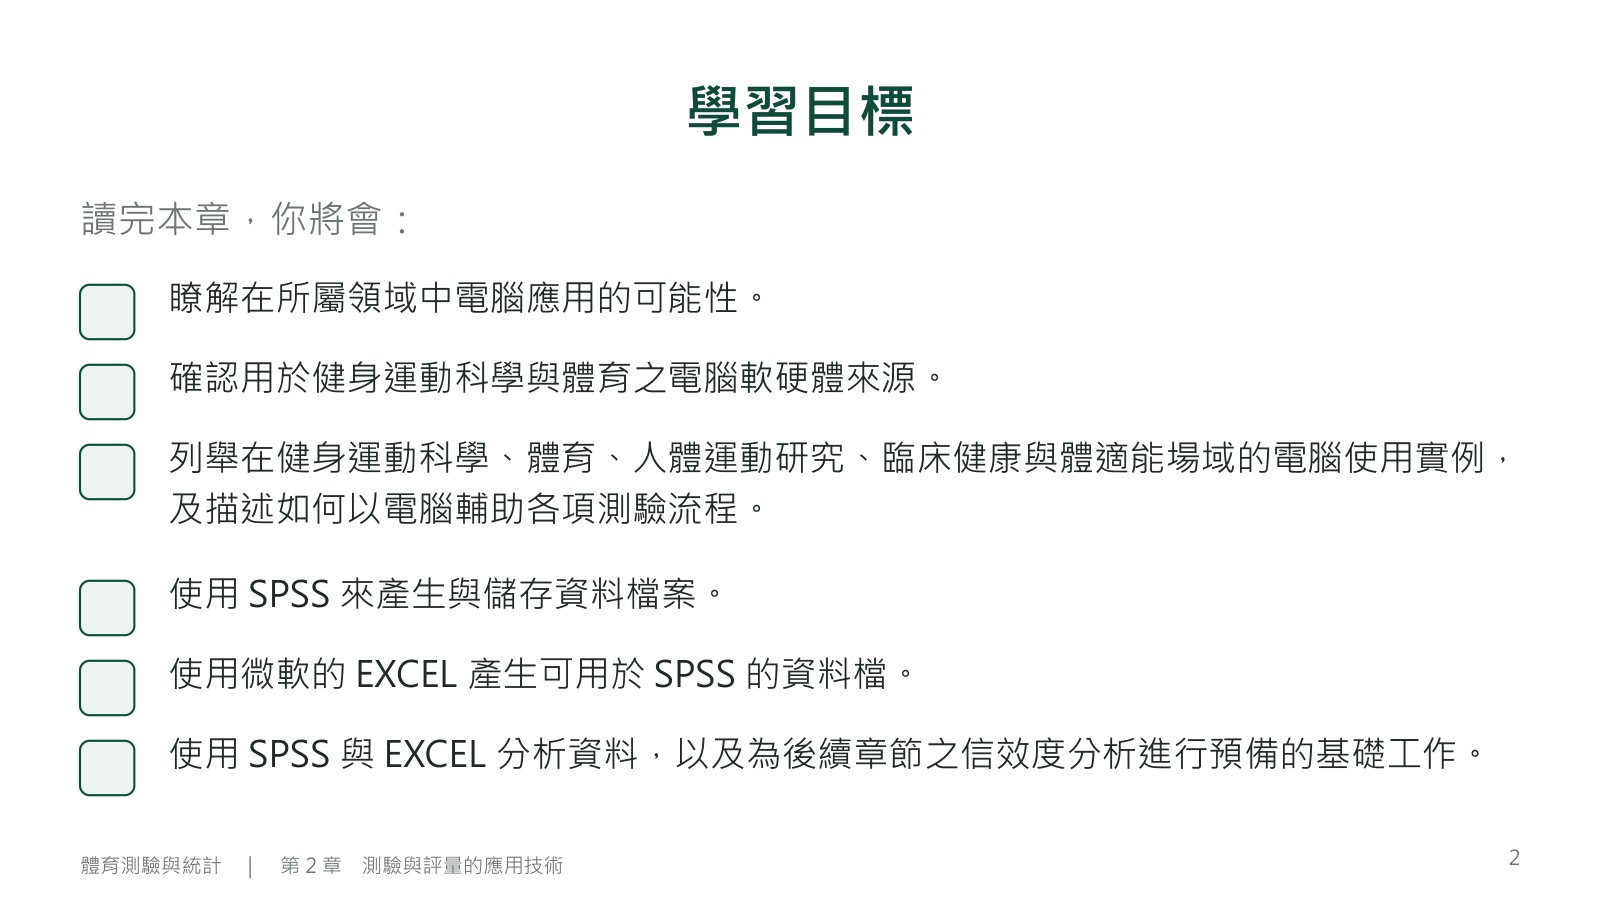 學習目標
讀完本章，你將會：
瞭解在所屬領域中電腦應用的可能性。
確認用於健身運動科學與體育之電腦軟硬體來源。
列舉在健身運動科學、體育、人體運動研究、臨床健康與體適能場域的電腦使用實例，
及描述如何以電腦輔助各項測驗流程。
使用 SPSS 來產生與儲存資料檔案。
使用微軟的 EXCEL 產生可用於 SPSS 的資料檔。
使用 SPSS 與 EXCEL 分析資料，以及為後續章節之信效度分析進行預備的基礎工作。
體育測驗與統計 | 第 2 章 測驗與評量的應用技術
2